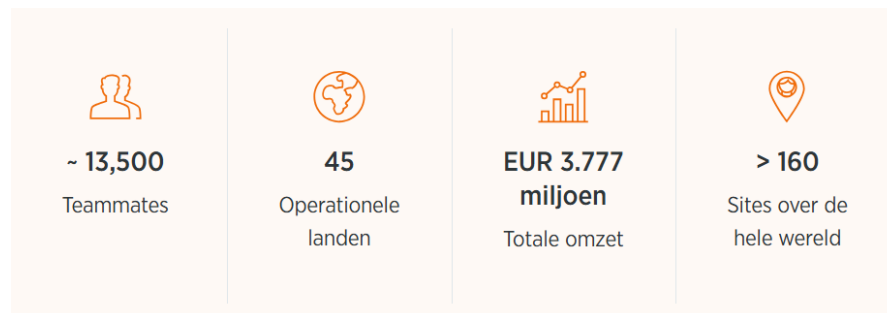 ~ 13,500
Teammates
45
Operationele
landen
EUR 3.777
miljoen
Totale omzet
> 160
Sites over de
hele wereld